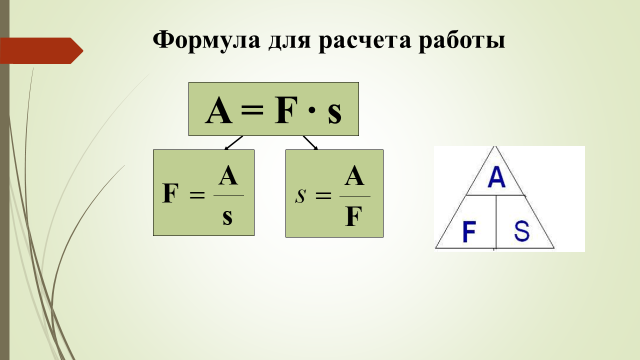 Формула для расчета работы
A = F · s
F = A/s
s = A/F
A
F S